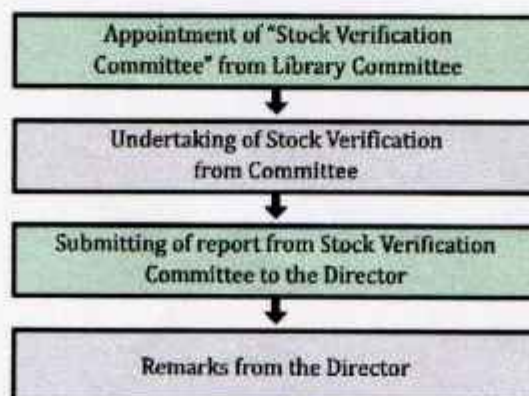 Appointment of "Stock Verification
Committee" from Library Committee
Undertaking of Stock Verification
from Committee
Submitting of report from Stock Verification
Committee to the Director
Remarks from the Director